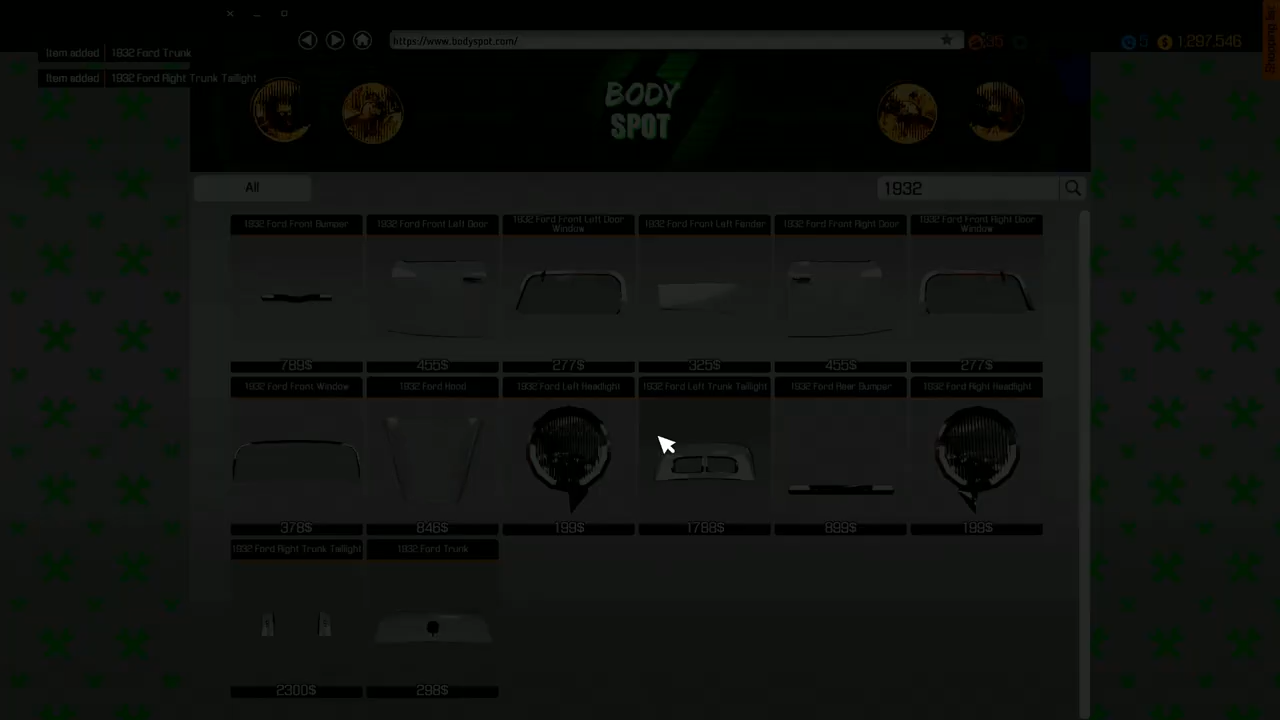 https://www.bodyspot.com/
35
5
1.297.546
Item added
1932 Ford Trunk
Item added
1932 Ford Right Trunk Taillight
BODY
SPOT
All
1932
1932 Ford Front Bumper
1932 Ford Front Left Door
1932 Ford Front Left Door
Window
1932 Ford Front Left Fender
1932 Ford Front Right Door
1932 Ford Front Right Door
Window
789$
455$
277$
325$
455$
277$
1932 Ford Front Window
1932 Ford Hood
1932 Ford Left Headlight
1932 Ford Left Trunk Taillight
1932 Ford Rear Bumper
1932 Ford Right Headlight
378$
846$
199$
1788$
899$
199$
1932 Ford Right Trunk Taillight
1932 Ford Trunk
2300$
298$